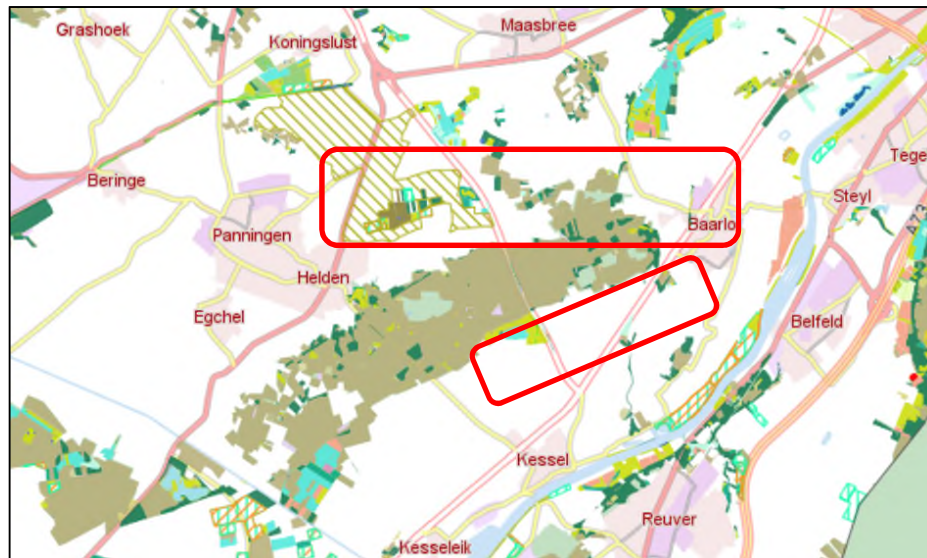 Grashoek
Maasbree
Koningslust
Beringe
Tege
Steyl
Panningen
Baarlo
A73
Helden
Egchel
Belfeld
Kessel
Reuver
Kesseleik